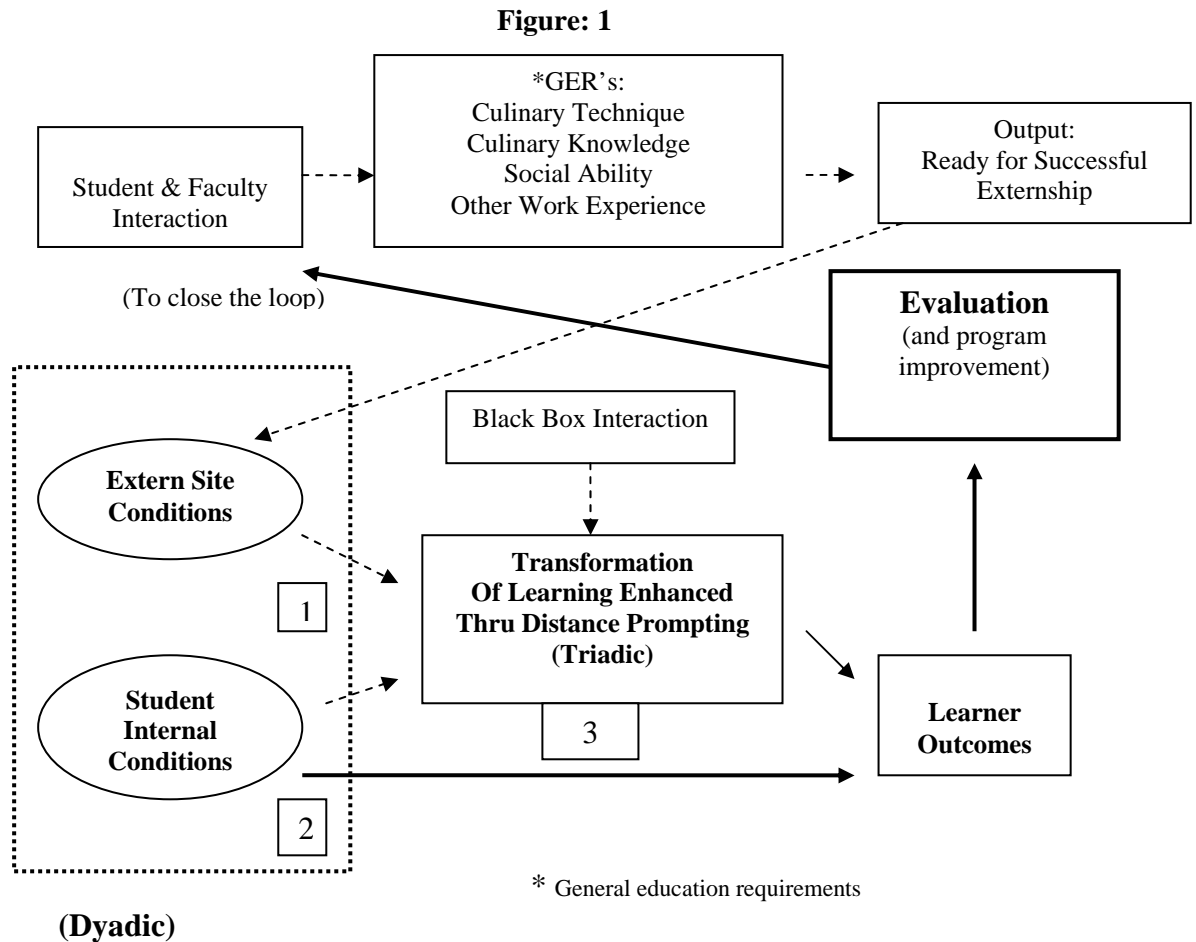 Figure: 1
*GER’s:
Culinary Technique
Culinary Knowledge
Social Ability
Other Work Experience
Student & Faculty
Interaction
Output:
Ready for Successful
Externship
(To close the loop)
Evaluation
(and program
improvement)
Black Box Interaction
Extern Site
Conditions
1
Transformation
Of Learning Enhanced
Thru Distance Prompting
(Triadic)
3
Student
Internal
Conditions
2
Learner
Outcomes
* General education requirements
(Dyadic)